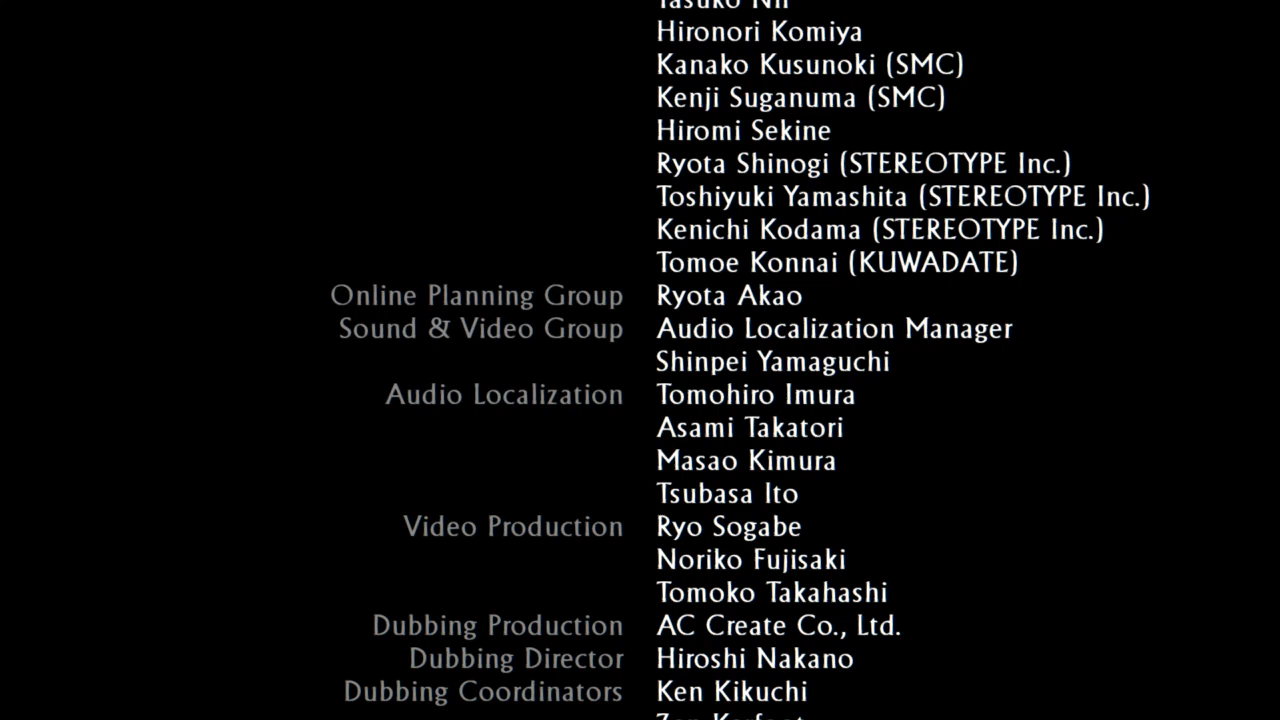 Yasuko Nii
Hironori Komiya
Kanako Kusunoki (SMC)
Kenji Suganuma (SMC)
Hiromi Sekine
Ryota Shinogi (STEREOTYPE Inc.)
Toshiyuki Yamashita (STEREOTYPE Inc.)
Kenichi Kodama (STEREOTYPE Inc.)
Tomoe Konnai (KUWADATE)
Online Planning Group Ryota Akao
Sound & Video Group Audio Localization Manager
Shinpei Yamaguchi
Audio Localization Tomohiro Imura
Asami Takatori
Masao Kimura
Tsubasa Ito
Video Production Ryo Sogabe
Noriko Fujisaki
Tomoko Takahashi
Dubbing Production AC Create Co., Ltd.
Dubbing Director Hiroshi Nakano
Dubbing Coordinators Ken Kikuchi